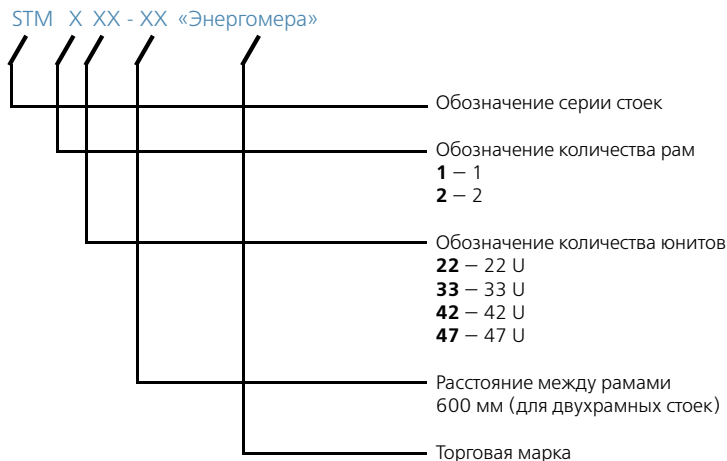 STM X XX - XX «Энергомера»
Обозначение серии стоек
Обозначение количества рам
1 – 1
2 – 2
Обозначение количества юнитов
22 – 22 U
33 – 33 U
42 – 42 U
47 – 47 U
Расстояние между рамами
600 мм (для двухрамных стоек)
Торговая марка